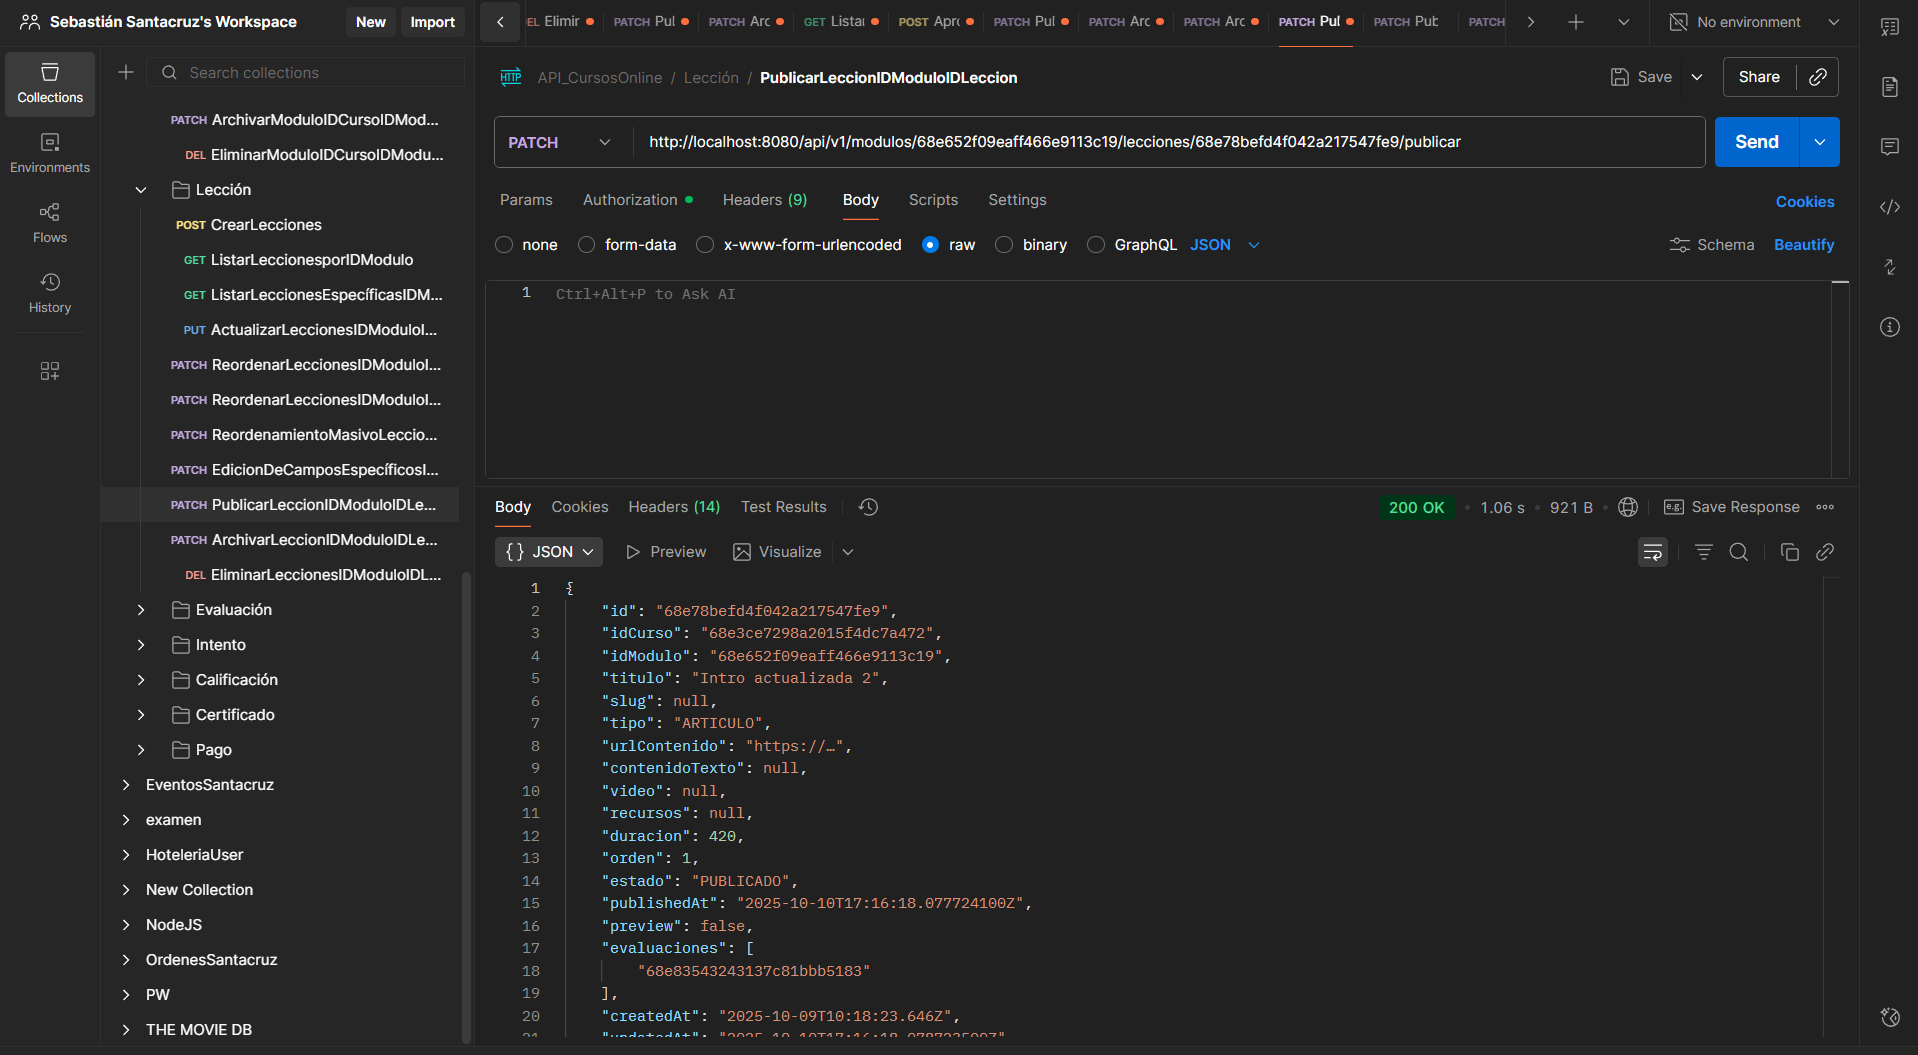 Sebastián Santacruz's Workspace
New
Import
EL Elimir
PATCH Pul
PATCH Arc
GET Listar
POST Apro
PATCH Pul
PATCH Arc
PATCH Arc
PATCH Pul
PATCH Pub
PATCH
No environment
Collections
Environments
Flows
History
Search collections
PATCH ArchivarModuloIDCursoIDMod...
DEL EliminarModuloIDCursoIDModu...
Lección
POST CrearLecciones
GET ListarLeccionesporIDModulo
GET ListarLeccionesEspecíficasIDM...
PUT ActualizarLeccionesIDModuloI...
PATCH ReordenarLeccionesIDModuloI...
PATCH ReordenarLeccionesIDModuloI...
PATCH ReordenamientoMasivoLeccio...
PATCH EdicionDeCamposEspecíficosI...
PATCH PublicarLeccionIDModuloIDLe...
PATCH ArchivarLeccionIDModuloIDLe...
DEL EliminarLeccionesIDModuloIDL...
Evaluación
Intento
Calificación
Certificado
Pago
EventosSantacruz
examen
HoteleriaUser
New Collection
NodeJS
OrdenesSantacruz
PW
THE MOVIE DB
HTTP API_CursosOnline / Lección / PublicarLeccionIDModuloIDLeccion
Save
Share
PATCH http://localhost:8080/api/v1/modulos/68e652f09eaff466e9113c19/lecciones/68e78befd4f042a217547fe9/publicar
Send
Params Authorization Headers (9) Body Scripts Settings
Cookies
none form-data x-www-form-urlencoded raw binary GraphQL JSON
Schema Beautify
1 Ctrl+Alt+P to Ask AI
Body Cookies Headers (14) Test Results
200 OK • 1.06 s • 921 B • e.g. Save Response
{} JSON Preview Visualize
1 {
2 "id": "68e78befd4f042a217547fe9",
3 "idCurso": "68e3ce7298a2015f4dc7a472",
4 "idModulo": "68e652f09eaff466e9113c19",
5 "titulo": "Intro actualizada 2",
6 "slug": null,
7 "tipo": "ARTICULO",
8 "urlContenido": "https://…",
9 "contenidoTexto": null,
10 "video": null,
11 "recursos": null,
12 "duracion": 420,
13 "orden": 1,
14 "estado": "PUBLICADO",
15 "publishedAt": "2025-10-10T17:16:18.077724100Z",
16 "preview": false,
17 "evaluaciones": [
18 "68e83543243137c81bbb5183"
19 ],
20 "createdAt": "2025-10-09T10:18:23.646Z",
21 "updatedAt":